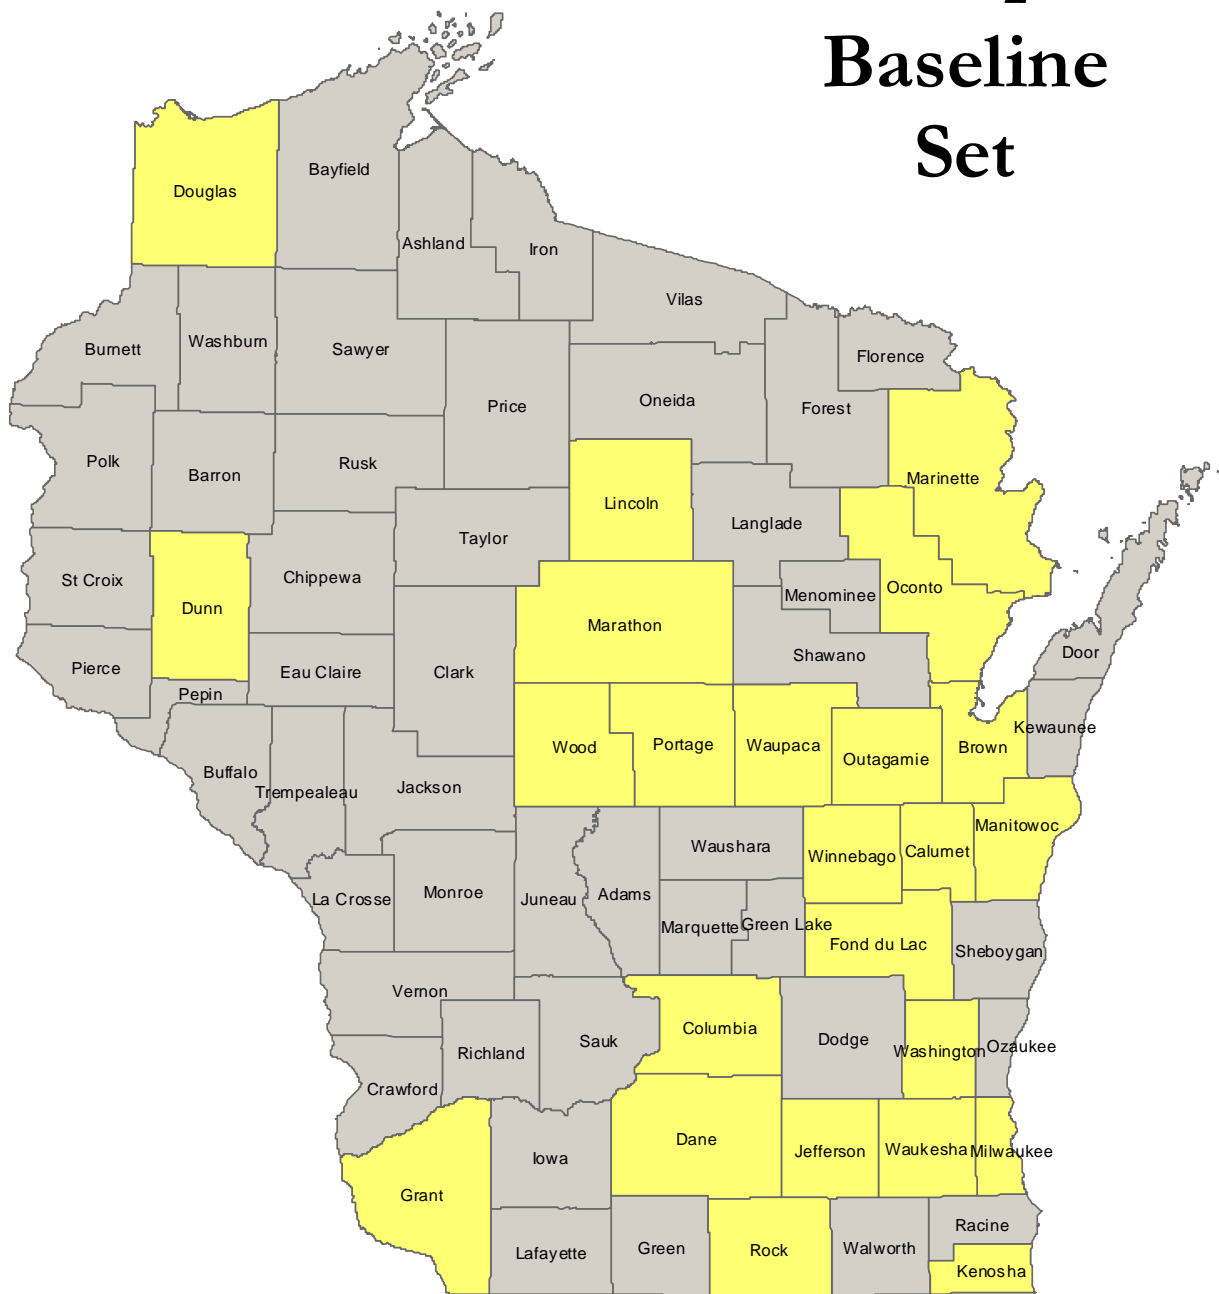 Baseline
Set
Bayfield
Douglas
Ashland
Iron
Vilas
Washburn
Burnett
Sawyer
Florence
Price
Oneida
Forest
Polk
Barron
Rusk
Marinette
Lincoln
Langlade
Taylor
St Croix
Chippewa
Dunn
Menominee
Oconto
Marathon
Shawano
Door
Pierce
Eau Claire
Clark
Pepin
Kewaunee
Wood
Portage
Waupaca
Brown
Outagamie
Buffalo
Trempealeau
Jackson
Manitowoc
Waushara
Winnebago
Calumet
La Crosse
Monroe
Juneau
Adams
Marquette
Green Lake
Fond du Lac
Sheboygan
Vernon
Columbia
Richland
Sauk
Dodge
Washington
Ozaukee
Crawford
Dane
Iowa
Jefferson
Waukesha
Milwaukee
Grant
Racine
Lafayette
Green
Rock
Walworth
Kenosha